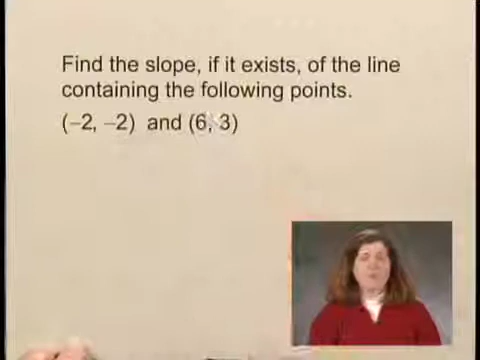 Find the slope, if it exists, of the line
containing the following points.
(−2, −2)  and (6, 3)